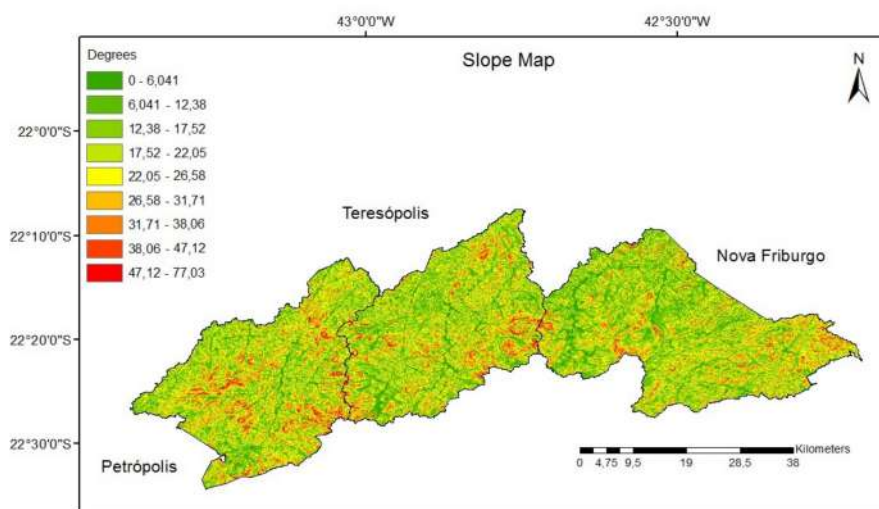 43°0'0"W
42°30'0"W
Slope Map
N
Degrees
0 - 6,041
6,041 - 12,38
12,38 - 17,52
17,52 - 22,05
22,05 - 26,58
26,58 - 31,71
31,71 - 38,06
38,06 - 47,12
47,12 - 77,03
22°0'0"S
22°10'0"S
22°20'0"S
22°30'0"S
Teresópolis
Nova Friburgo
Petrópolis
Kilometers
0 4,75 9,5 19 28,5 38